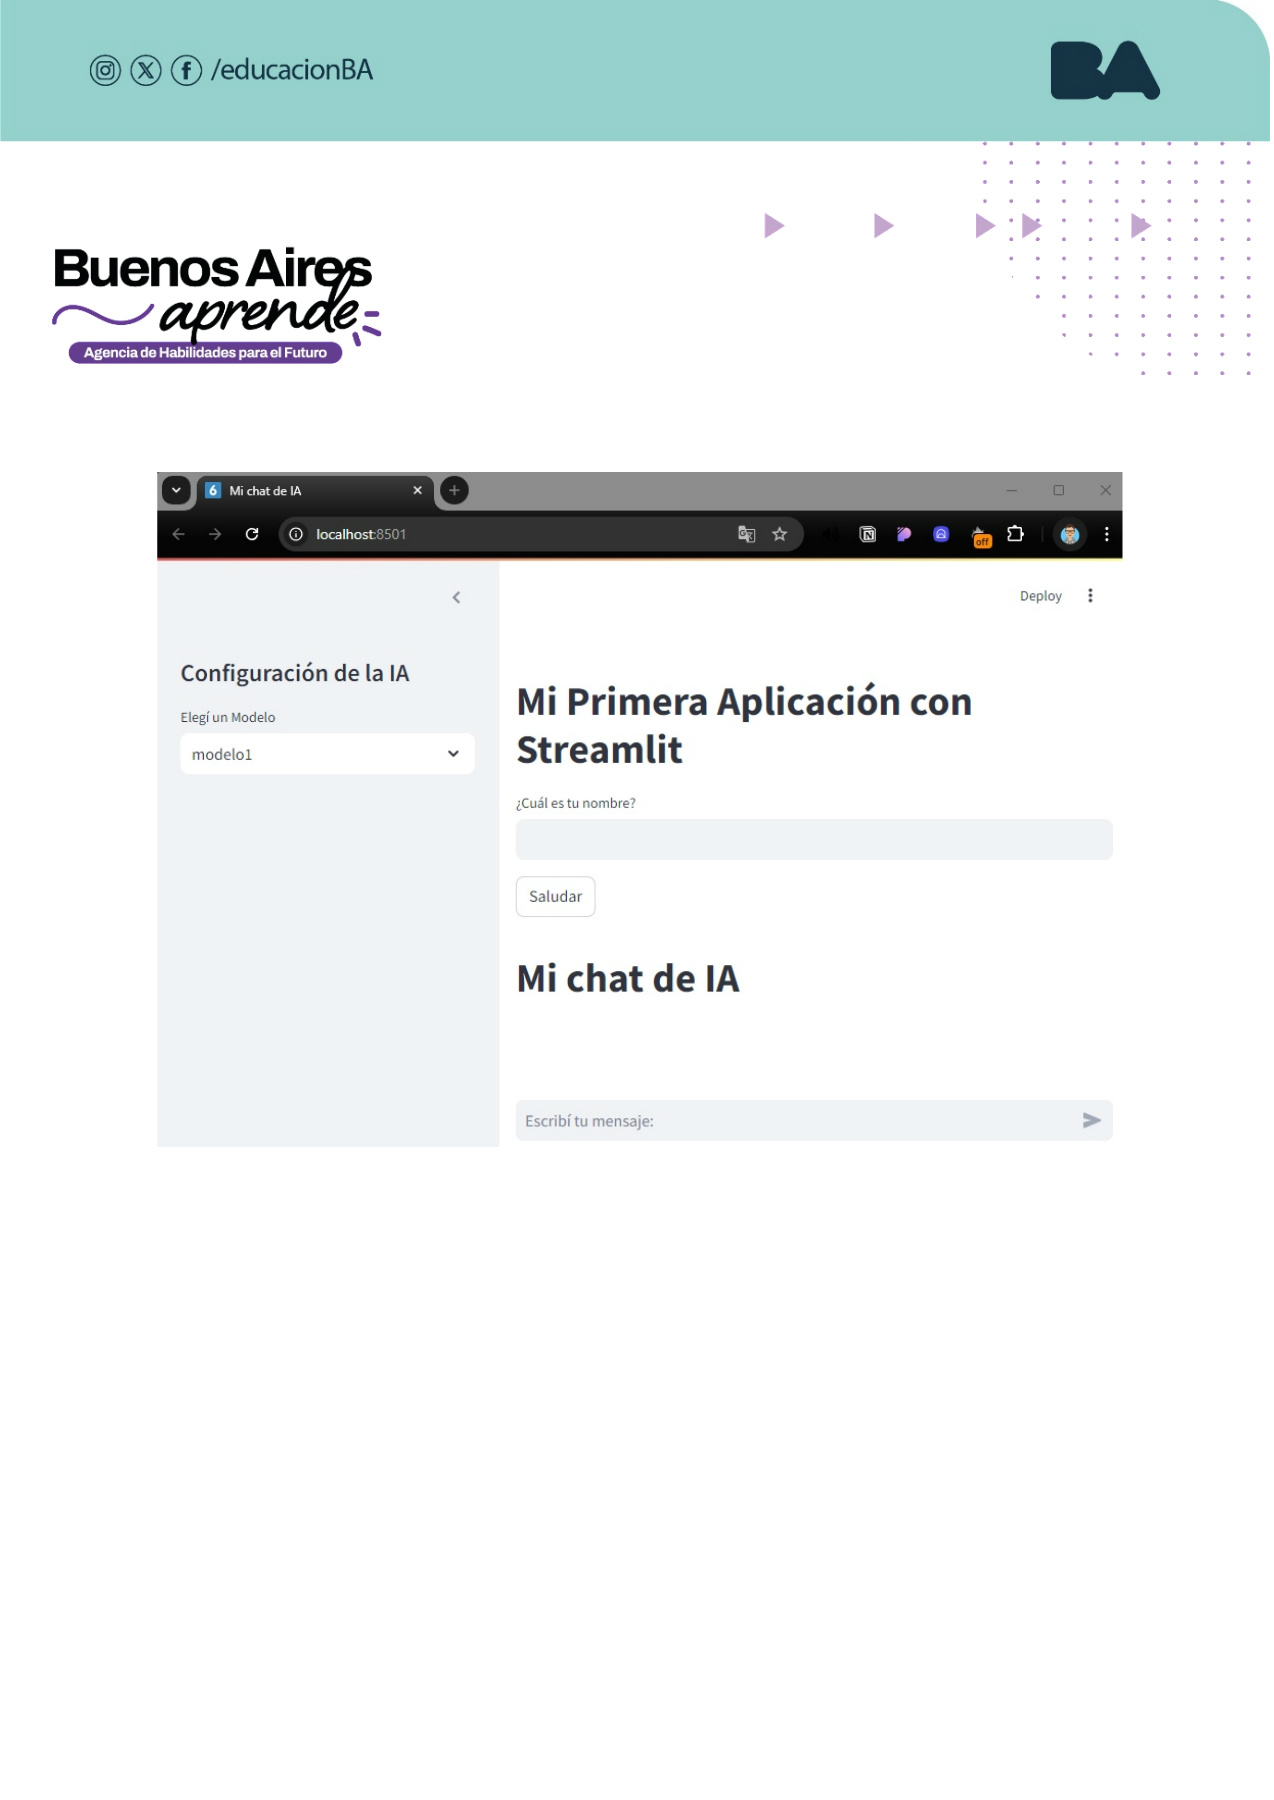 /educacionBA
BA
Buenos Aires
aprende
Agencia de Habilidades para el Futuro
6 Mi chat de IA
localhost:8501
off
Deploy
Configuración de la IA
Elegí un Modelo
modelo1
Mi Primera Aplicación con
Streamlit
¿Cuál es tu nombre?
Saludar
Mi chat de IA
Escribí tu mensaje: